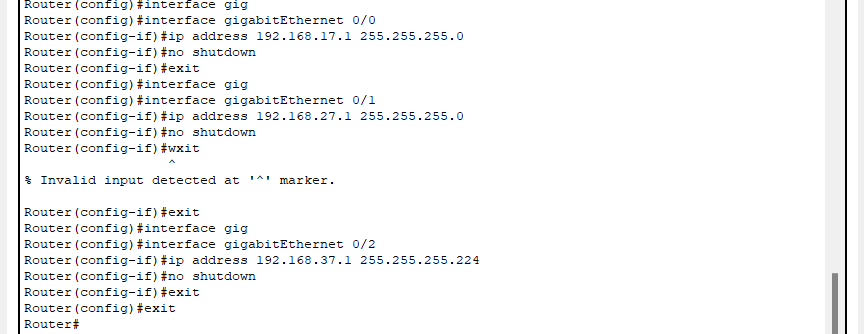 Router(config)#interface gig
Router(config)#interface gigabitEthernet 0/0
Router(config-if)#ip address 192.168.17.1 255.255.255.0
Router(config-if)#no shutdown
Router(config-if)#exit
Router(config)#interface gig
Router(config)#interface gigabitEthernet 0/1
Router(config-if)#ip address 192.168.27.1 255.255.255.0
Router(config-if)#no shutdown
Router(config-if)#wxit
^
% Invalid input detected at '^' marker.
Router(config-if)#exit
Router(config)#interface gig
Router(config)#interface gigabitEthernet 0/2
Router(config-if)#ip address 192.168.37.1 255.255.255.224
Router(config-if)#no shutdown
Router(config-if)#exit
Router(config)#exit
Router#